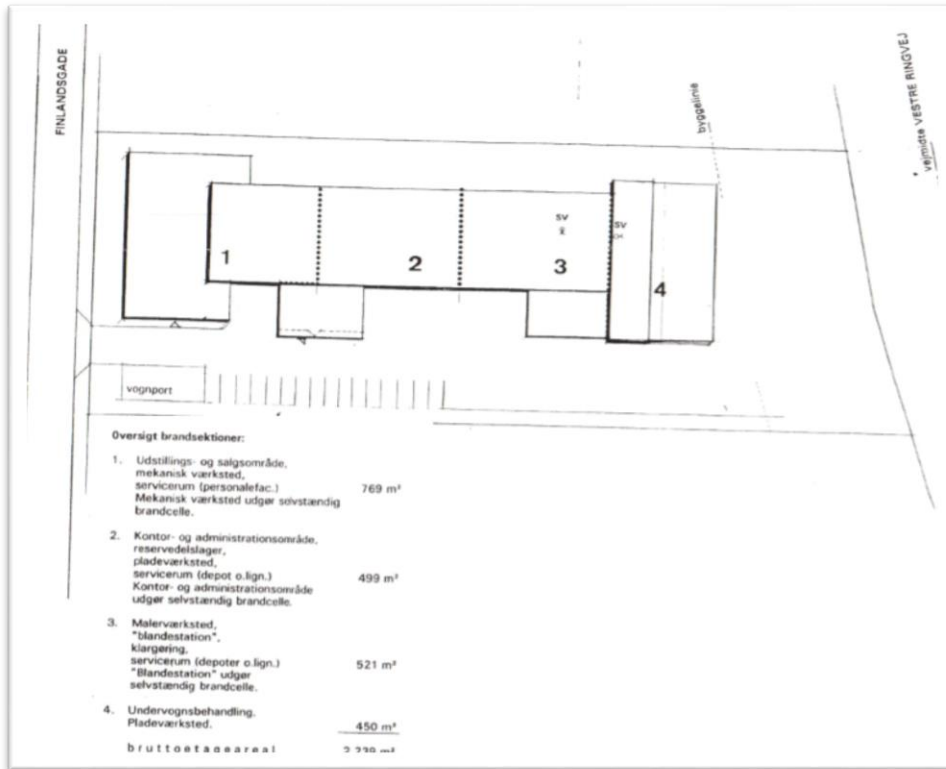 FINLANDSGADE
byggelinie
vejmidte VESTRE RINGVEJ
1
2
3
4
sv
sv
vognport
Oversigt brandsektioner:
1. Udstillings- og salgsområde,
mekanisk værksted,
servicerum (personalefac.) 769 m²
Mekanisk værksted udgør selvstændig
brandcelle.
2. Kontor- og administrationsområde,
reservedelslager,
pladeværksted,
servicerum (depot o.lign.) 499 m²
Kontor- og administrationsområde
udgør selvstændig brandcelle.
3. Malerværksted,
"blandestation",
klargøring,
servicerum (depoter o.lign.) 521 m²
"Blandestation" udgør
selvstændig brandcelle.
4. Undervognsbehandling.
Pladeværksted. 450 m²
bruttoetageareal 2 239 m²